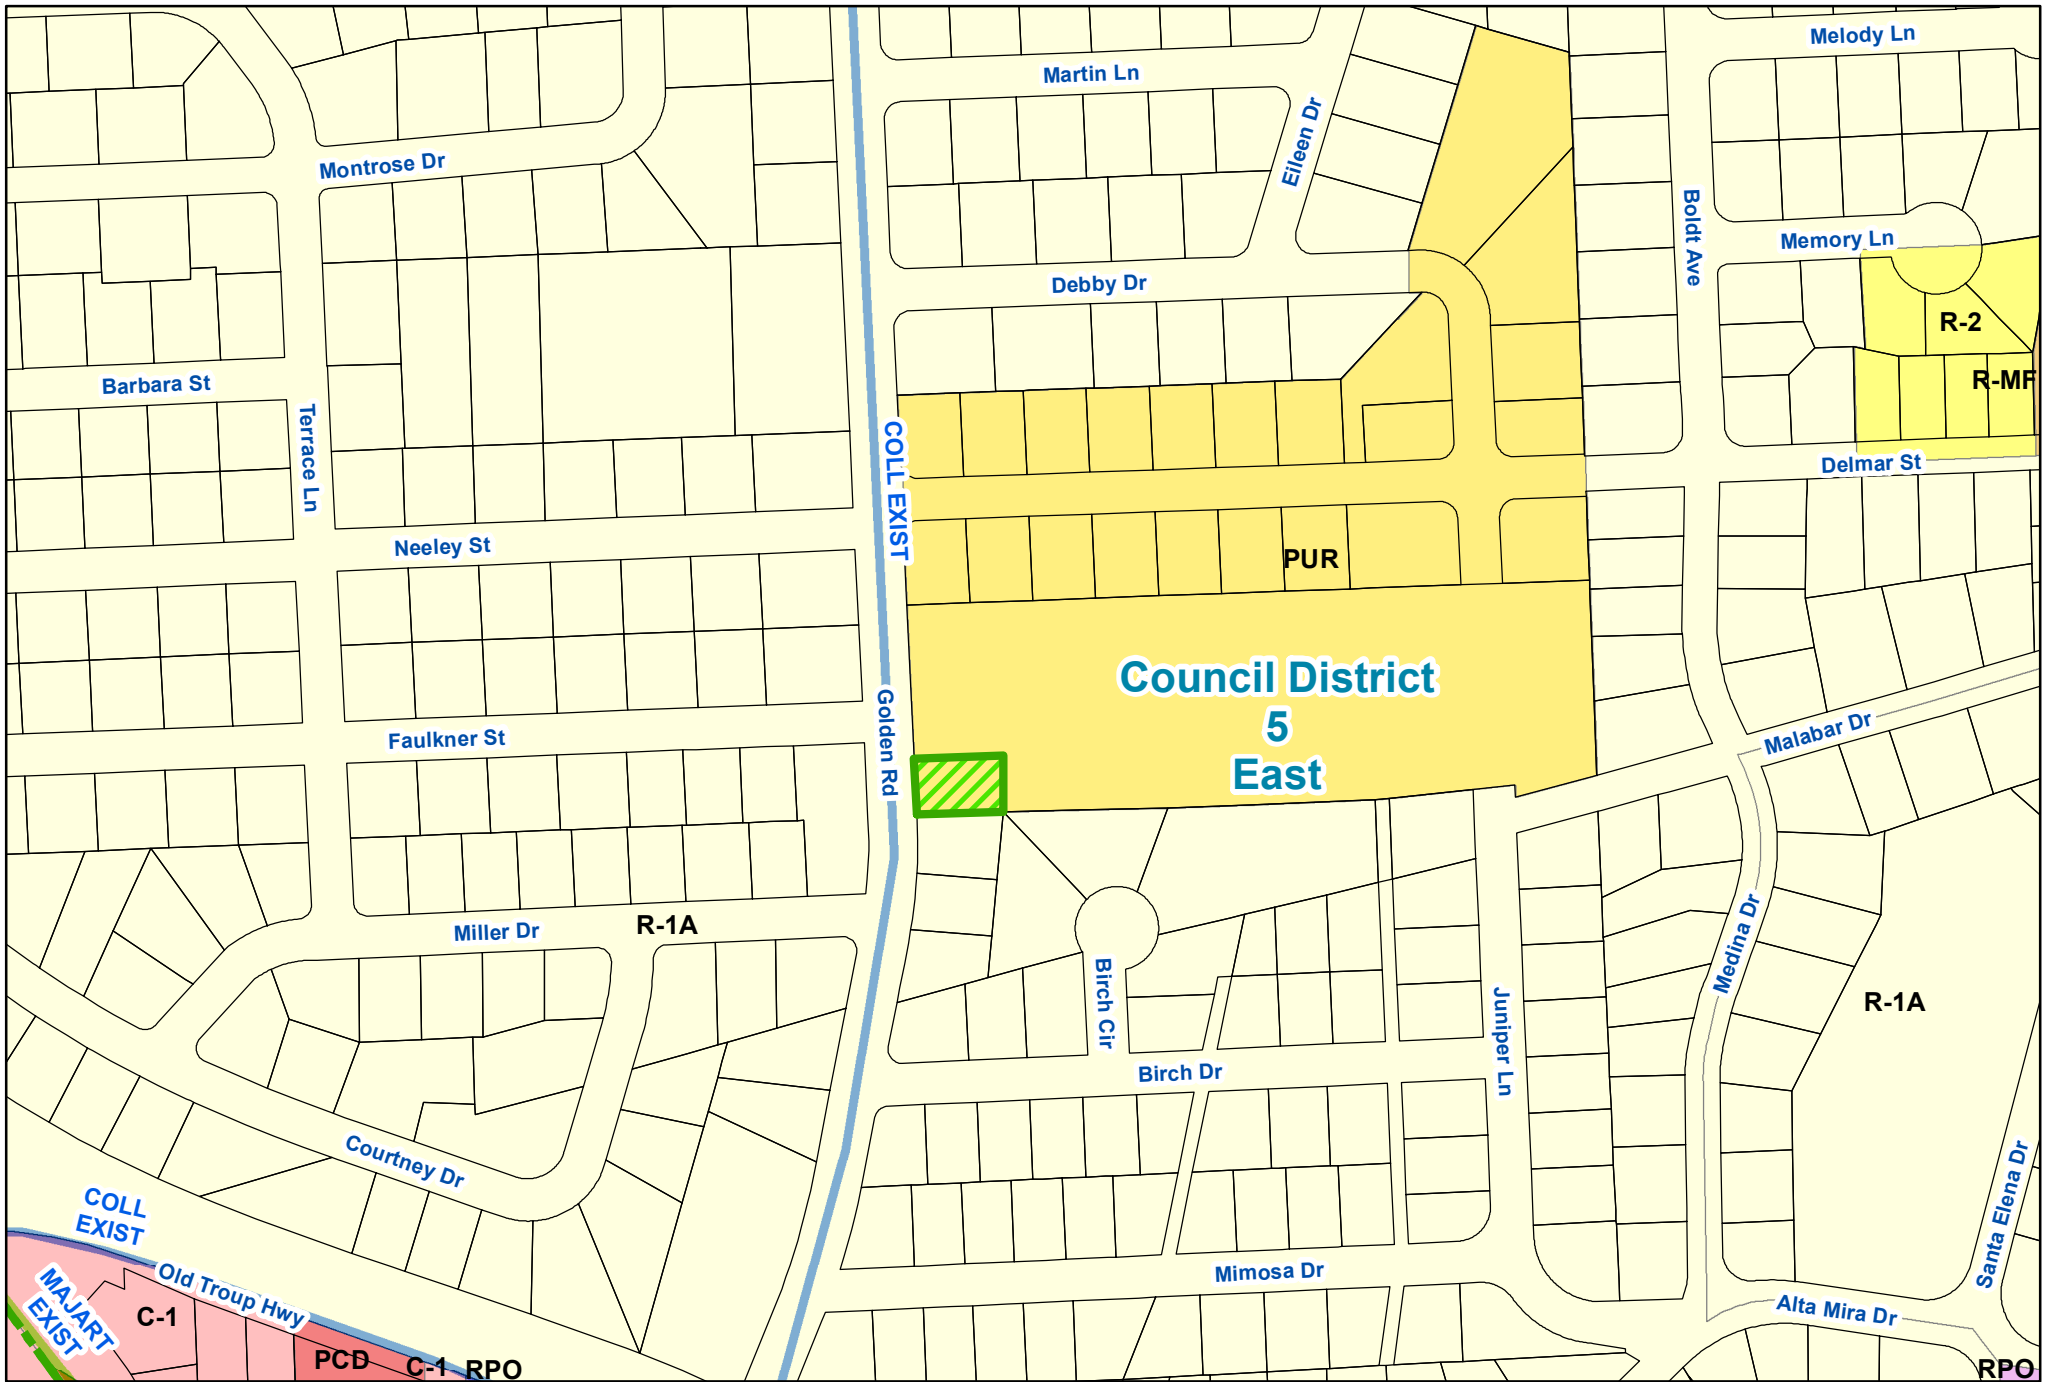 Melody Ln
Martin Ln
Eileen Dr
Montrose Dr
Boldt Ave
Memory Ln
Debby Dr
R-2
R-MF
Barbara St
Terrace Ln
COLL EXIST
Delmar St
Neeley St
PUR
Council District
5
East
Golden Rd
Faulkner St
Malabar Dr
Miller Dr
R-1A
Medina Dr
Birch Cir
Juniper Ln
R-1A
Birch Dr
Courtney Dr
Santa Elena Dr
COLL
EXIST
Mimosa Dr
Old Troup Hwy
MAJART
EXIST
C-1
Alta Mira Dr
PCD
C-1
RPO
RPO